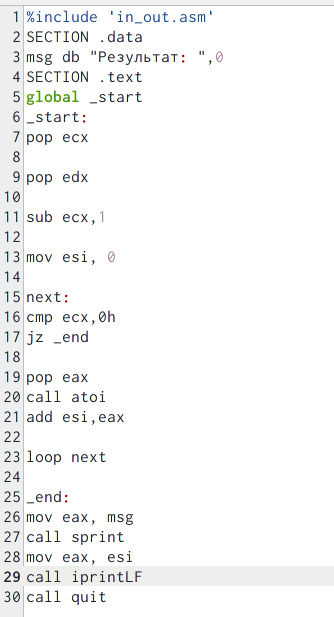 1 %include 'in_out.asm'
2 SECTION .data
3 msg db "Результат: ",0
4 SECTION .text
5 global _start
6 _start:
7 pop ecx
8
9 pop edx
10
11 sub ecx,1
12
13 mov esi, 0
14
15 next:
16 cmp ecx,0h
17 jz _end
18
19 pop eax
20 call atoi
21 add esi,eax
22
23 loop next
24
25 _end:
26 mov eax, msg
27 call sprint
28 mov eax, esi
29 call iprintLF
30 call quit